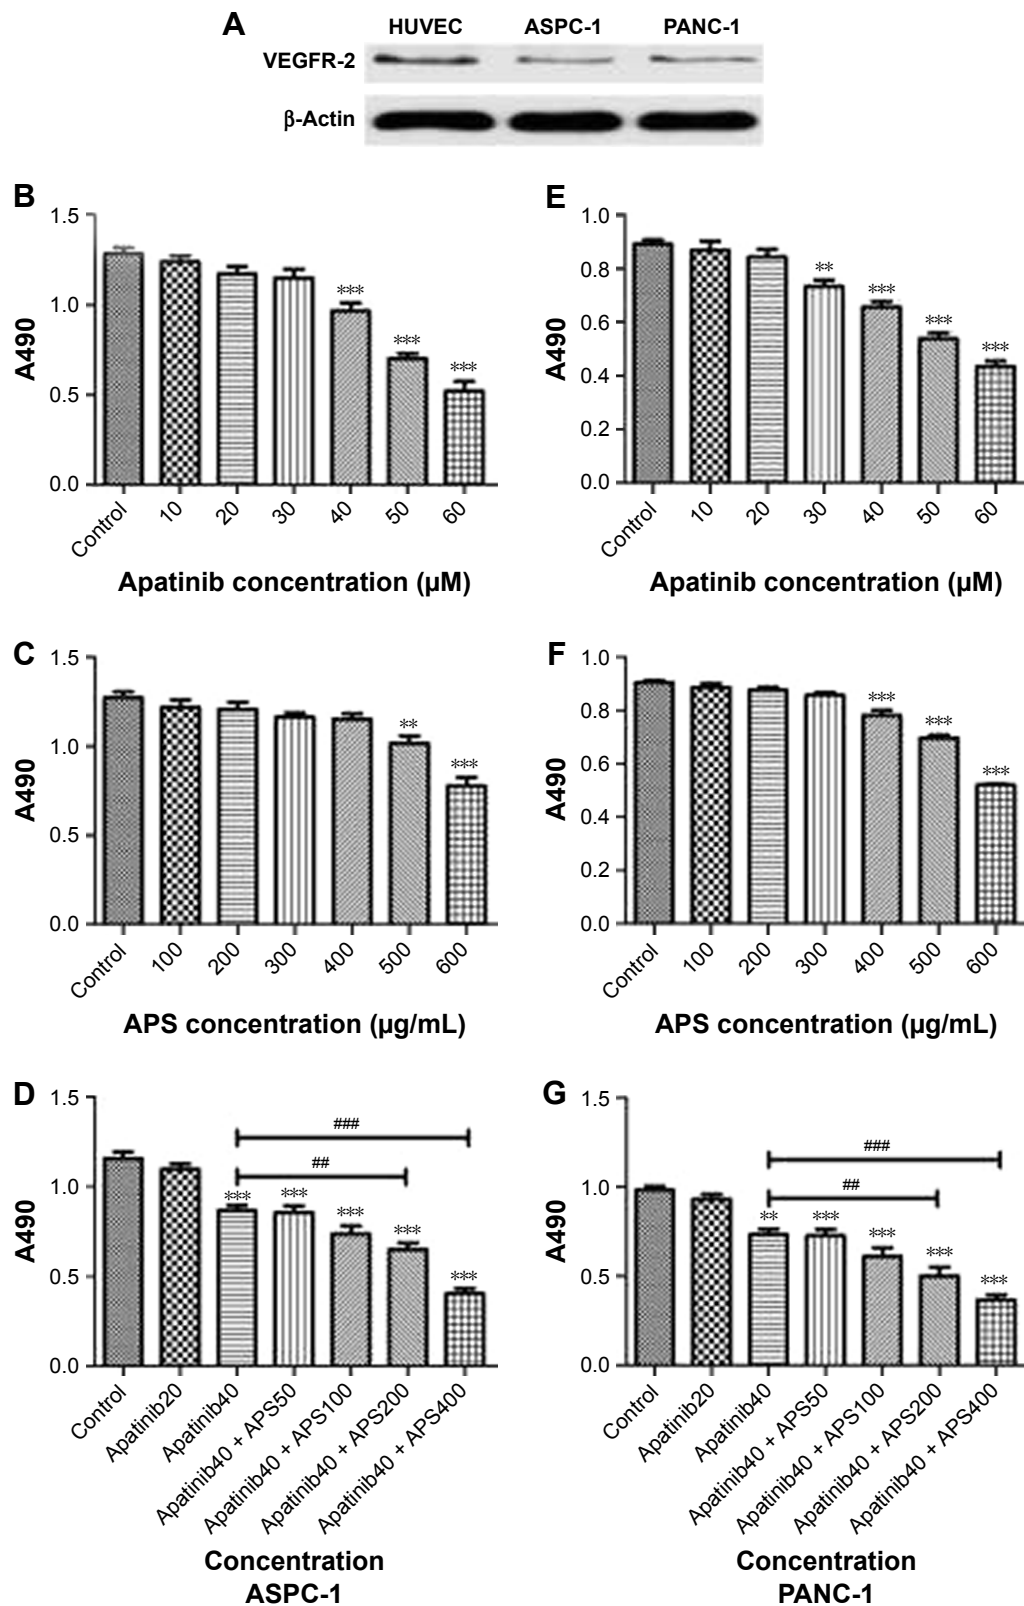 A
HUVEC ASPC-1 PANC-1
VEGFR-2
β-Actin
B
A490
1.5
1.0
0.5
0.0
***
***
***
Control 10 20 30 40 50 60
Apatinib concentration (µM)
E
A490
1.0
0.8
0.6
0.4
0.2
0.0
**
***
***
***
Control 10 20 30 40 50 60
Apatinib concentration (µM)
C
A490
1.5
1.0
0.5
0.0
**
***
Control 100 200 300 400 500 600
APS concentration (µg/mL)
F
A490
1.0
0.8
0.6
0.4
0.2
0.0
***
***
***
Control 100 200 300 400 500 600
APS concentration (µg/mL)
D
A490
1.5
1.0
0.5
0.0
###
##
***
***
***
***
***
Control
Apatinib20
Apatinib40
Apatinib40 + APS50
Apatinib40 + APS100
Apatinib40 + APS200
Apatinib40 + APS400
Concentration
ASPC-1
G
A490
1.5
1.0
0.5
0.0
###
##
**
***
***
***
***
Control
Apatinib20
Apatinib40
Apatinib40 + APS50
Apatinib40 + APS100
Apatinib40 + APS200
Apatinib40 + APS400
Concentration
PANC-1